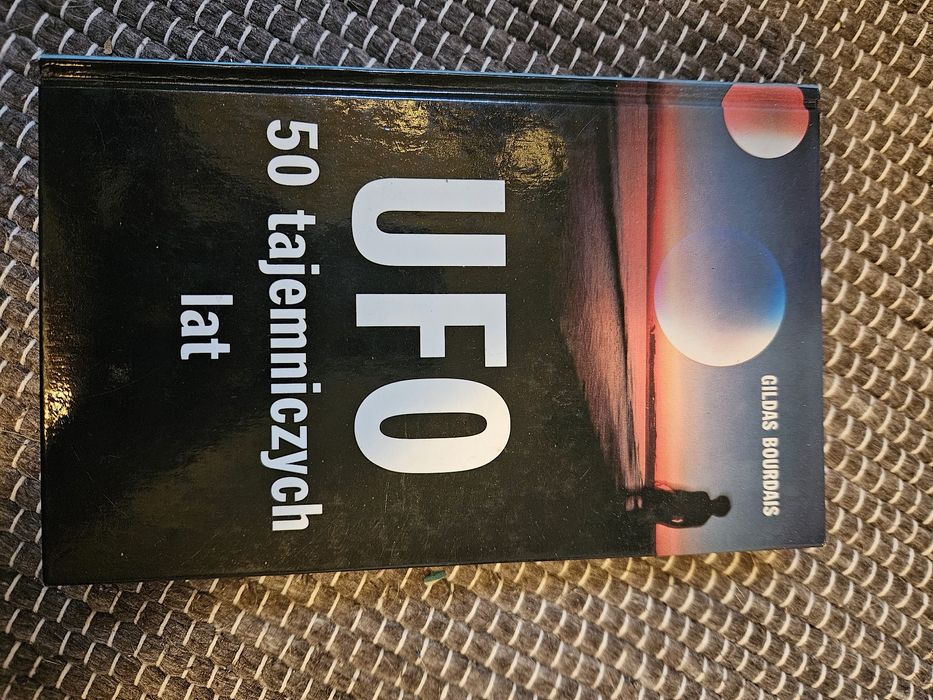 GILDAS BOURDAIS
UFO
50 tajemniczych
lat